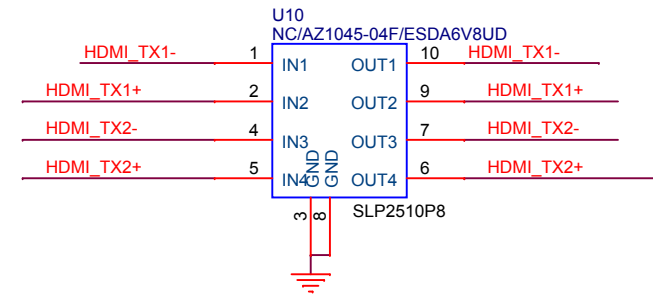 U10
NC/AZ1045-04F/ESDA6V8UD
HDMI_TX1- 1 IN1 OUT1 10 HDMI_TX1-
HDMI_TX1+ 2 IN2 OUT2 9 HDMI_TX1+
HDMI_TX2- 4 IN3 OUT3 7 HDMI_TX2-
HDMI_TX2+ 5 IN4 GND GND OUT4 6 HDMI_TX2+
3 8 SLP2510P8